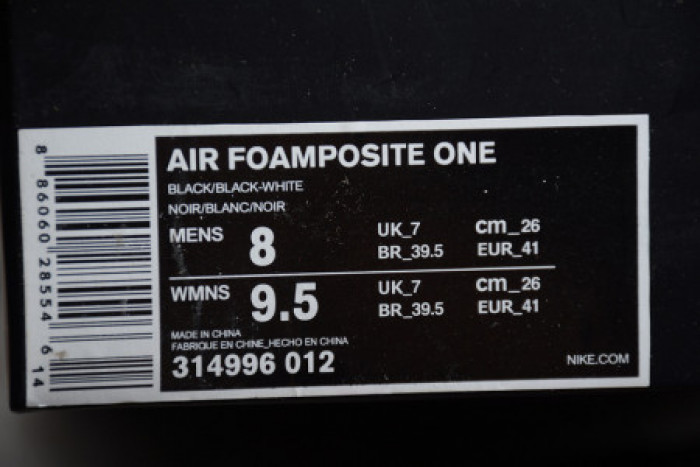 8 86060 28554 6 14
AIR FOAMPOSITE ONE
BLACK/BLACK-WHITE
NOIR/BLANC/NOIR
MENS 8 UK_7 cm_26
BR_39.5 EUR_41
WMNS 9.5 UK_7 cm_26
BR_39.5 EUR_41
MADE IN CHINA
FABRIQUE EN CHINE_HECHO EN CHINA
314996 012
NIKE.COM